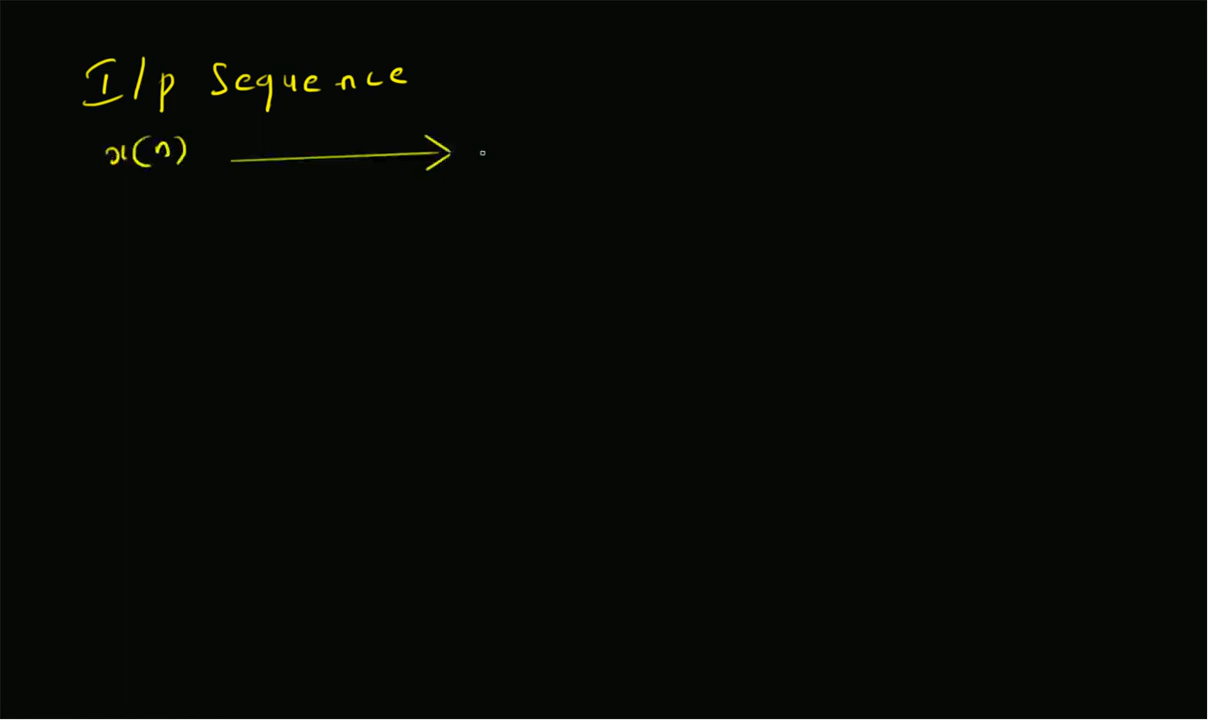 I/p Sequence
x(n) →